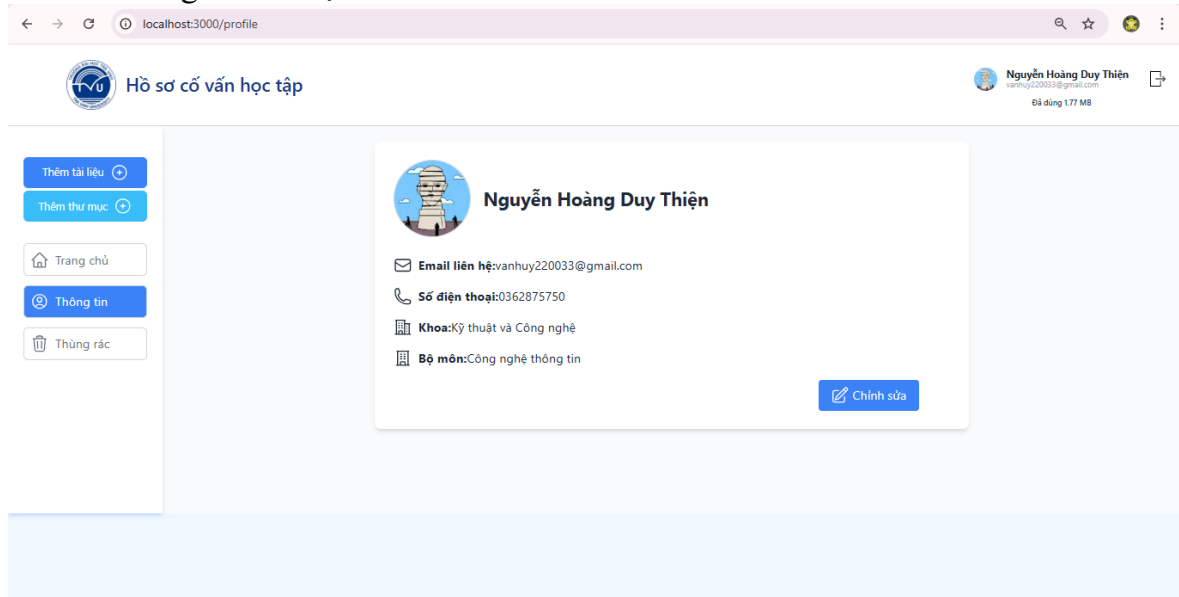 localhost:3000/profile
Hồ sơ cố vấn học tập
Nguyễn Hoàng Duy Thiện
vanhuy220033@gmail.com
Đã dùng 1.77 MB
Thêm tài liệu
Thêm thư mục
Trang chủ
Thông tin
Thùng rác
Nguyễn Hoàng Duy Thiện
Email liên hệ:vanhuy220033@gmail.com
Số điện thoại:0362875750
Khoa:Kỹ thuật và Công nghệ
Bộ môn:Công nghệ thông tin
Chỉnh sửa